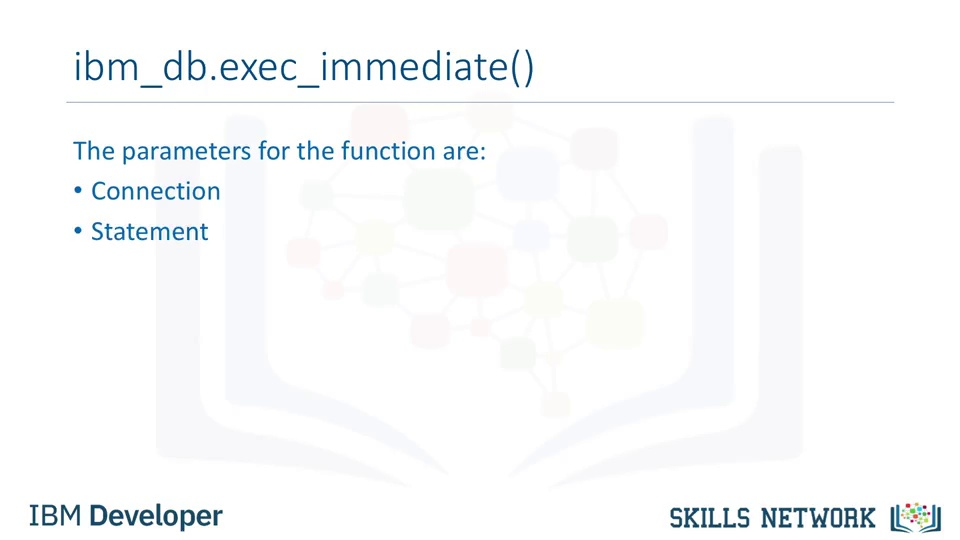 ibm_db.exec_immediate()
The parameters for the function are:
• Connection
• Statement
IBM Developer
SKILLS NETWORK